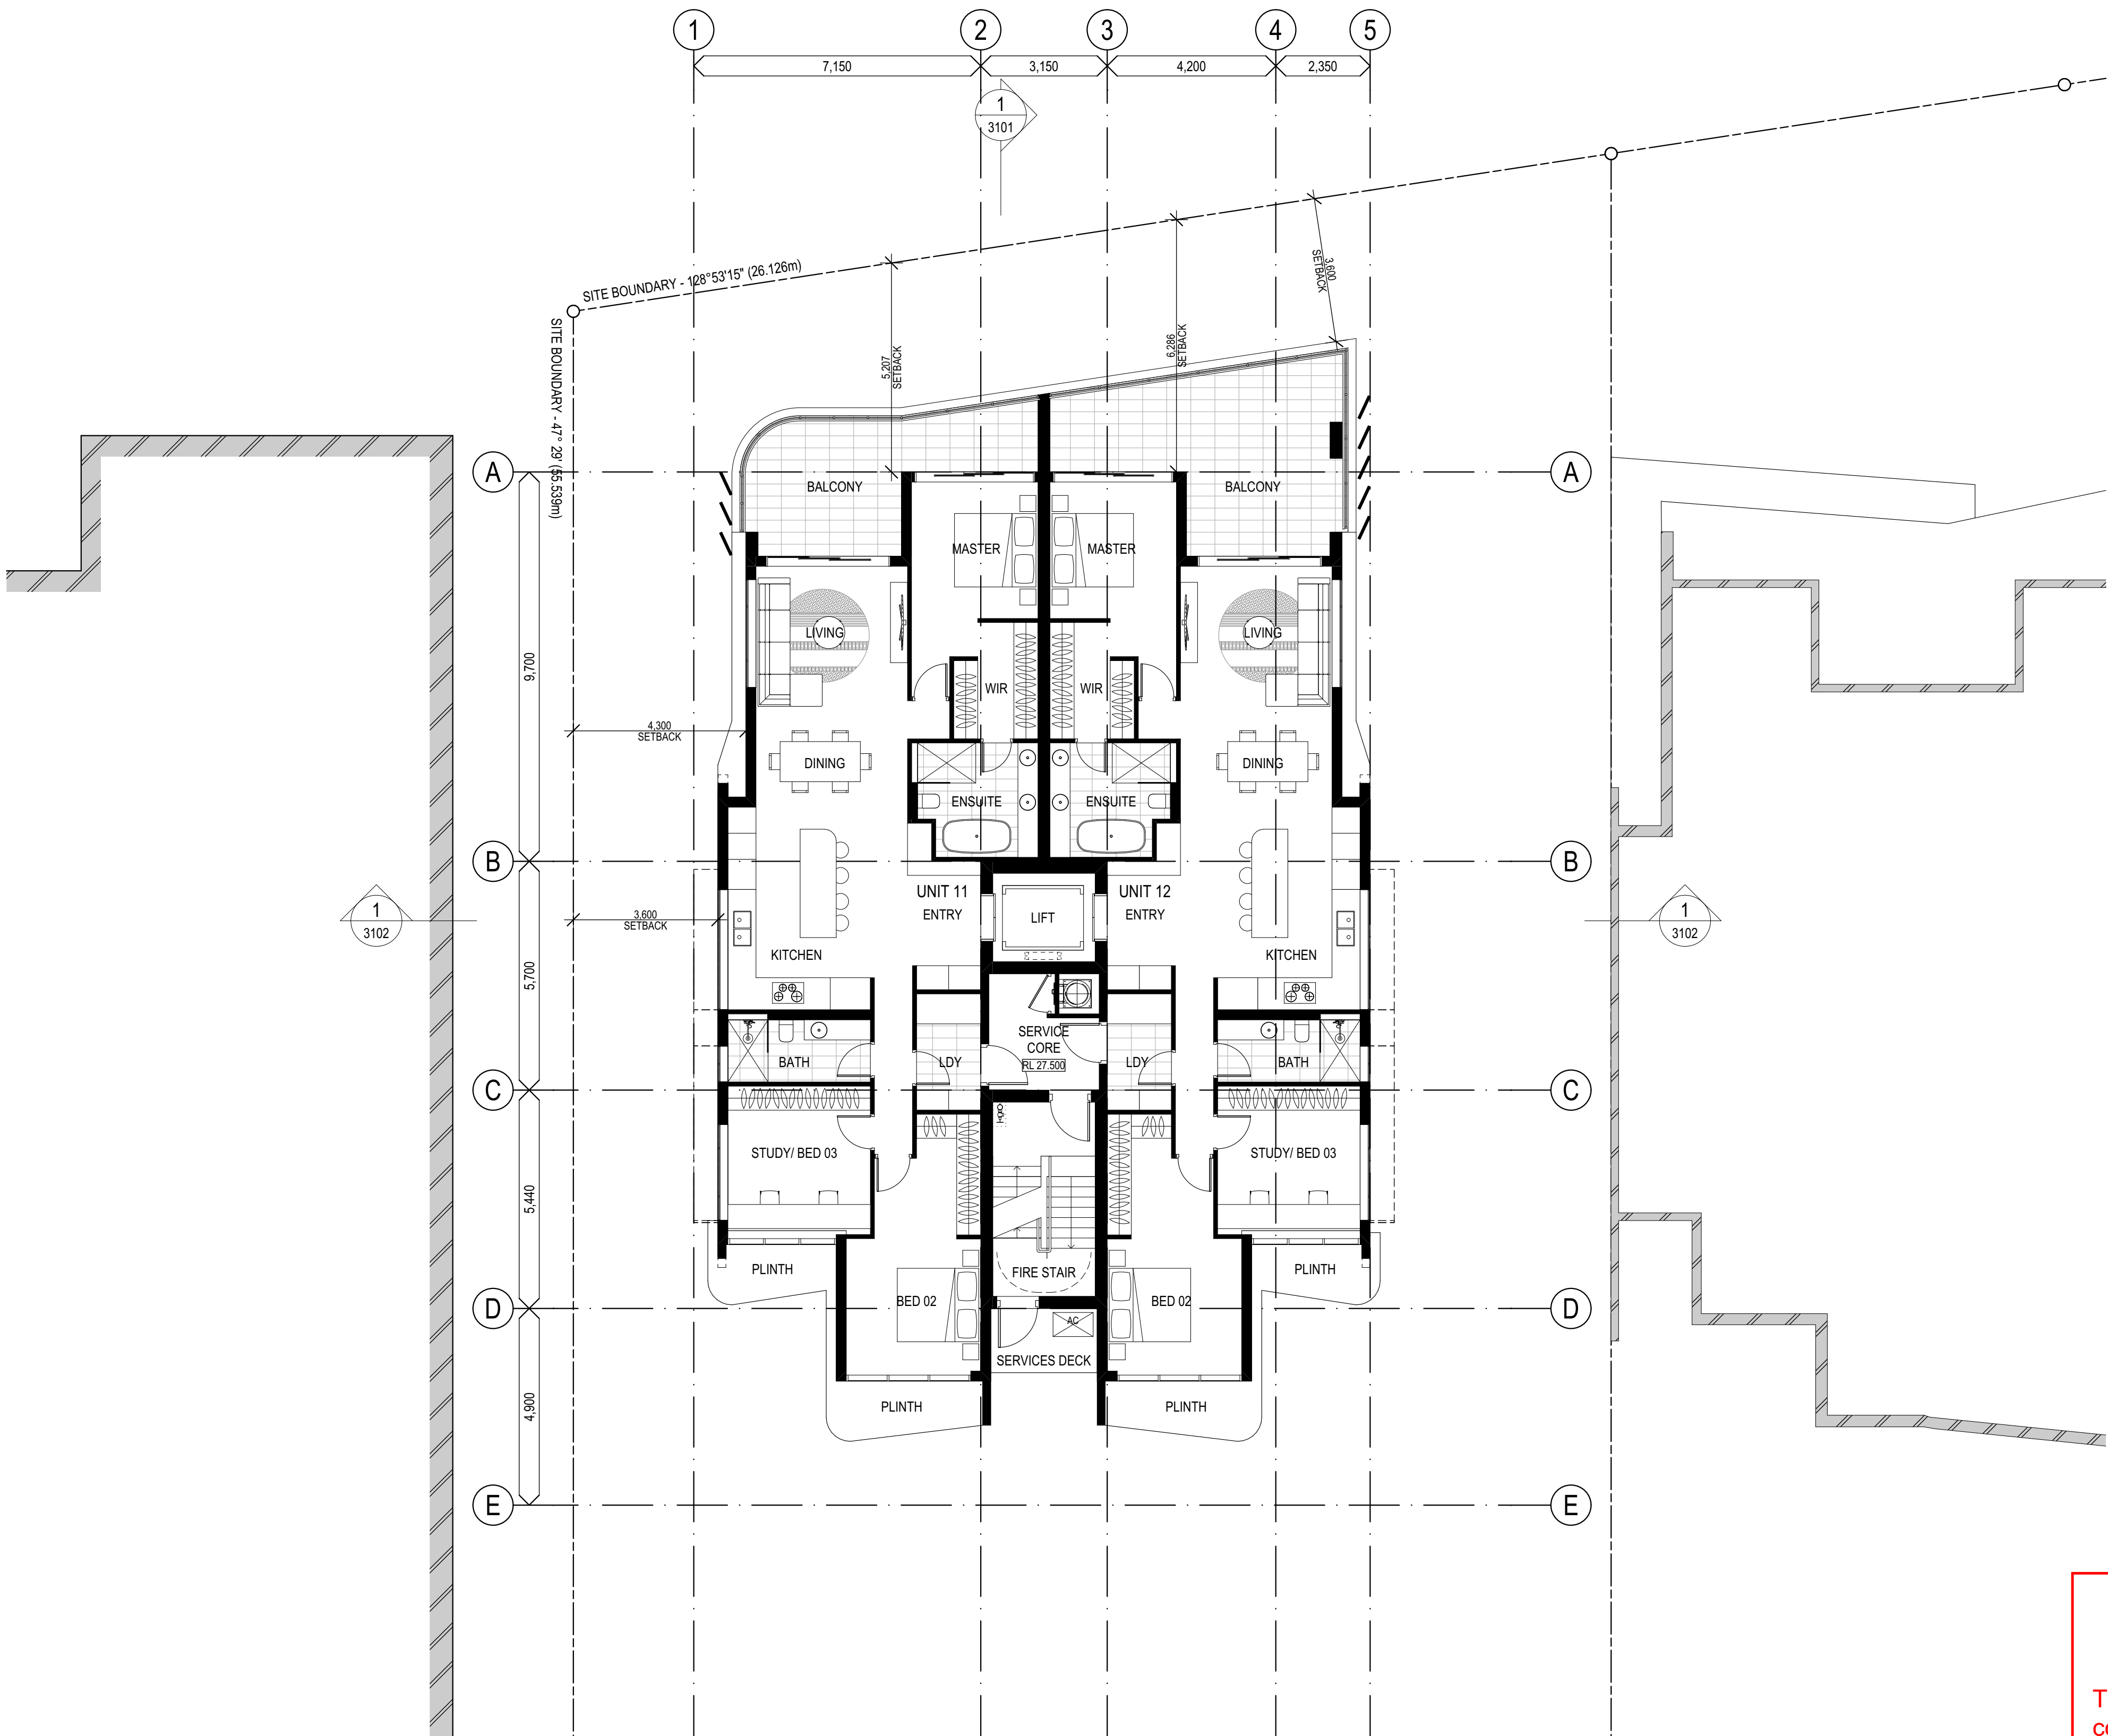 1
2
3
4
5
7,150
3,150
4,200
2,350
1
3101
SITE BOUNDARY - 128°53'15" (26.126m)
SITE BOUNDARY - 47° 29' (55.539m)
5,207
SETBACK
6,286
SETBACK
3,600
SETBACK
A
A
BALCONY
BALCONY
MASTER
MASTER
9,700
LIVING
LIVING
WIR
WIR
4,300
SETBACK
DINING
DINING
ENSUITE
ENSUITE
B
B
UNIT 11
ENTRY
LIFT
UNIT 12
ENTRY
1
3102
1
3102
3,600
SETBACK
KITCHEN
KITCHEN
5,700
SERVICE
CORE
RL 27.500
BATH
LDY
LDY
BATH
C
C
STUDY/ BED 03
STUDY/ BED 03
5,440
PLINTH
FIRE STAIR
PLINTH
BED 02
BED 02
D
D
AC
SERVICES DECK
4,900
PLINTH
PLINTH
E
E